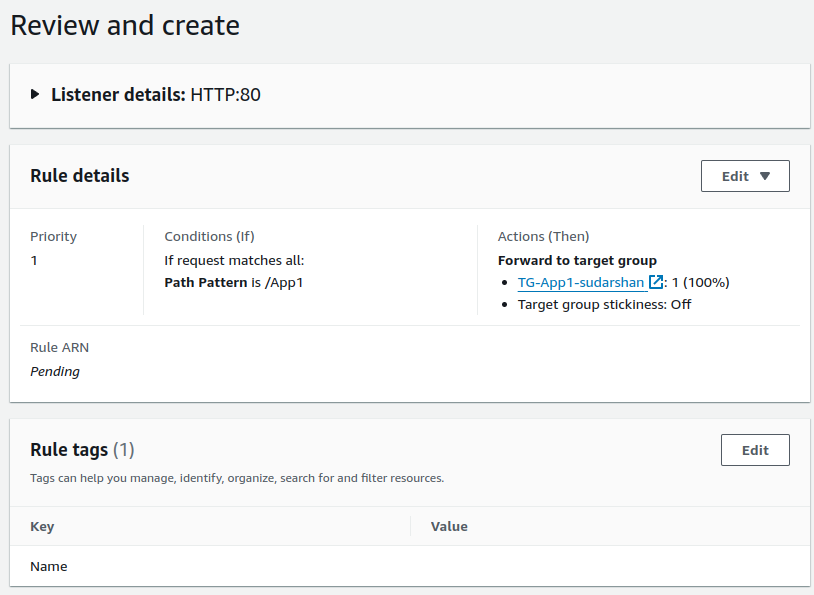 Review and create
Listener details: HTTP:80
Rule details
Edit
Priority
1
Conditions (If)
If request matches all:
Path Pattern is /App1
Actions (Then)
Forward to target group
TG-App1-sudarshan : 1 (100%)
Target group stickiness: Off
Rule ARN
Pending
Rule tags (1)
Edit
Tags can help you manage, identify, organize, search for and filter resources.
Key
Value
Name